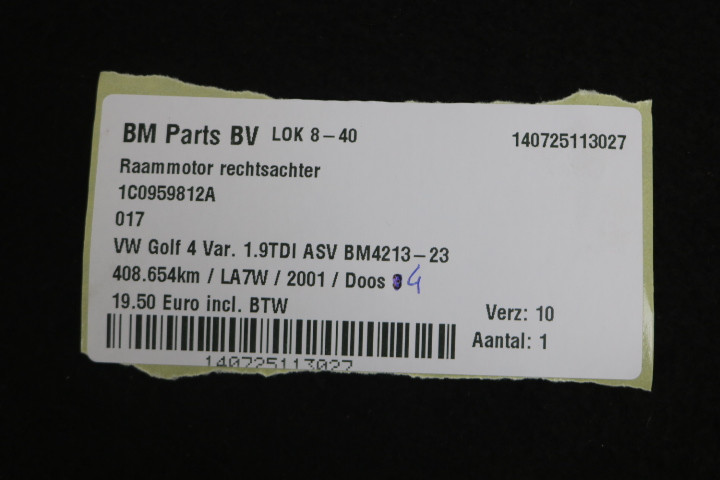 BM Parts BV LOK 8-40 140725113027
Raammotor rechtsachter
1C0959812A
017
VW Golf 4 Var. 1.9TDI ASV BM4213-23
408.654km / LA7W / 2001 / Doos 4
19.50 Euro incl. BTW
Verz: 10
Aantal: 1
140725113027